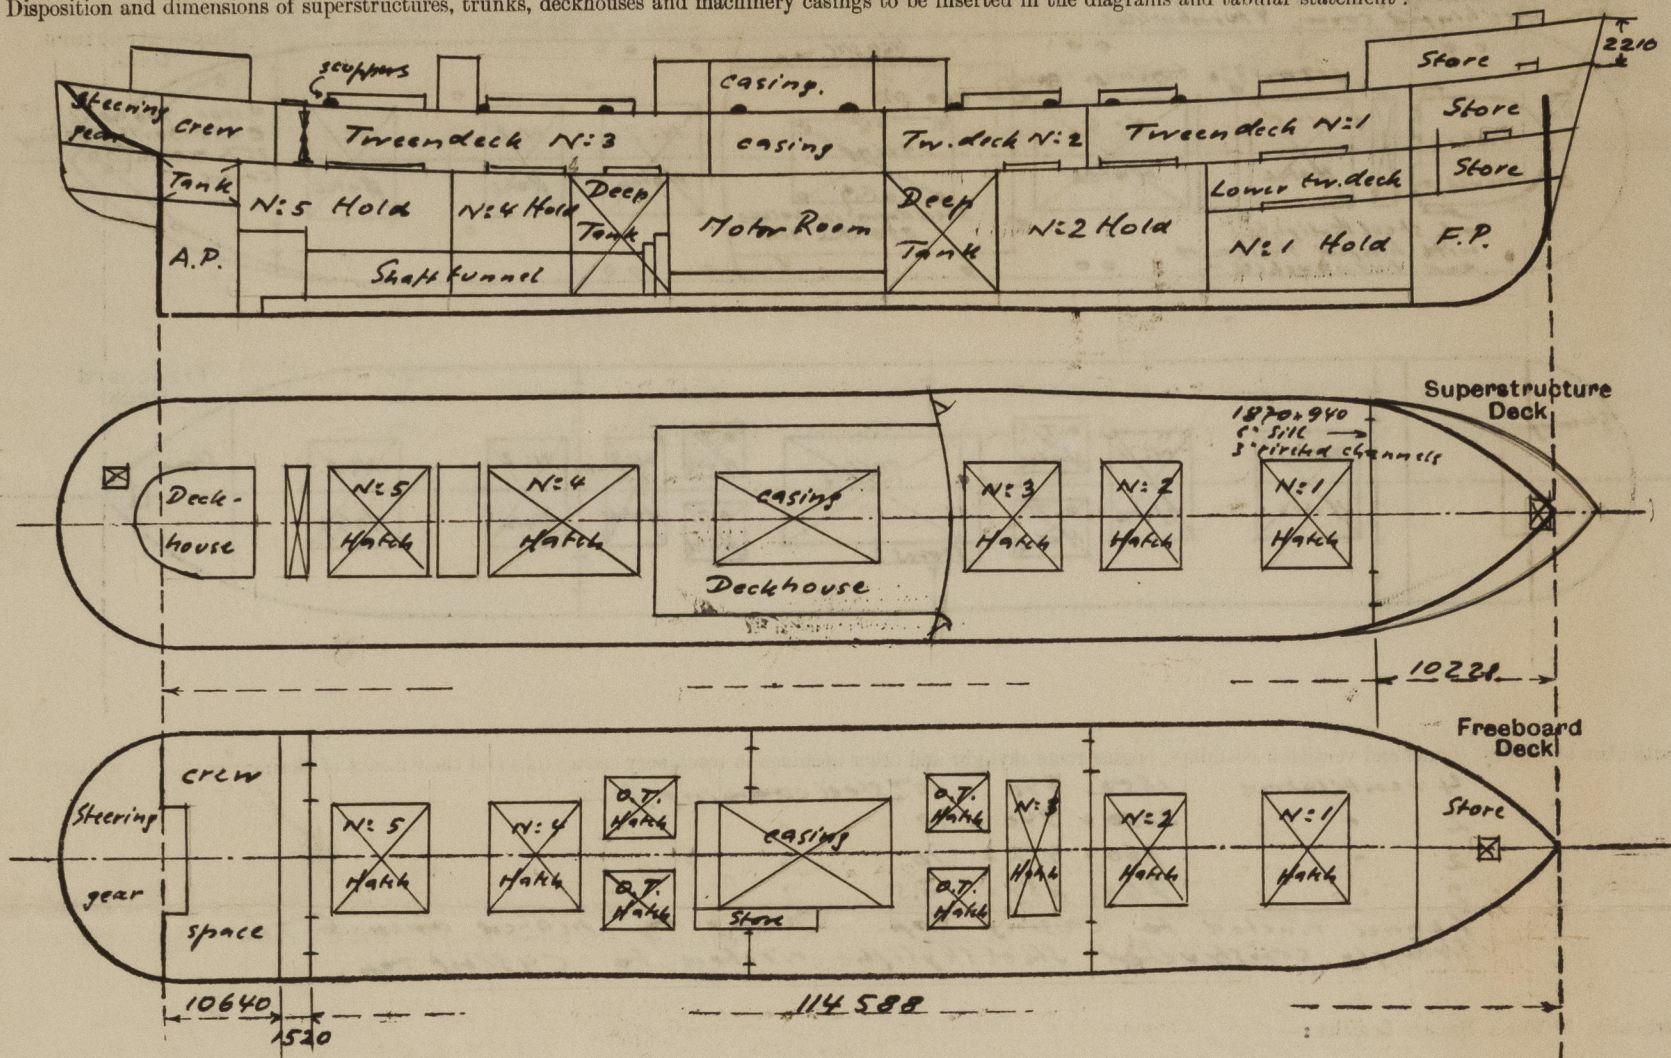 Disposition and dimensions of superstructures, trunks, deckhouses and machinery casings to be inserted in the diagrams and tabular statement :
scuppers
casing.
Store
2210
Steering
gear
crew
Tweendeck N:3
casing
Tw.deck N:2
Tweendeck N:1
Store
Tank
N:5 Hold
N:4 Hold
Deep
Tank
Motor Room
Deep
Tank
N:2 Hold
Lower tw.deck
Store
A.P.
Shaft tunnel
N:1 Hold
F.P.
Superstructure
Deck
1870x940
6" sill
3" channels
Deck-
house
N:5
Hatch
N:4
Hatch
casing
Deckhouse
N:3
Hatch
N:2
Hatch
N:1
Hatch
10228
Freeboard
Deck
crew
space
Steering
gear
N:5
Hatch
N:4
Hatch
O.T.
Hatch
O.T.
Hatch
casing
Store
O.T.
Hatch
O.T.
Hatch
N:3
Hatch
N:2
Hatch
N:1
Hatch
Store
10640
1520
114 588